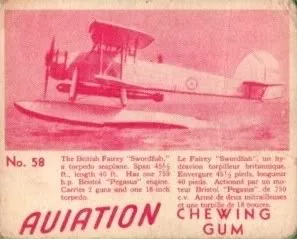 No. 58
The British Fairey "Swordfish,"
a torpedo seaplane. Span 45½
ft., length 40 ft. Has one 750
h.p. Bristol "Pegasus" engine.
Carries 2 guns and one 18-inch
torpedo.
Le Fairey "Swordfish", un hy-
dravion torpilleur britannique.
Envergure 45½ pieds, longueur
40 pieds. Actionné par un mo-
teur Bristol "Pegasus" de 750
c.v. Armé de deux mitrailleuses
et une torpille de 18 pouces.
AVIATION CHEWING
GUM